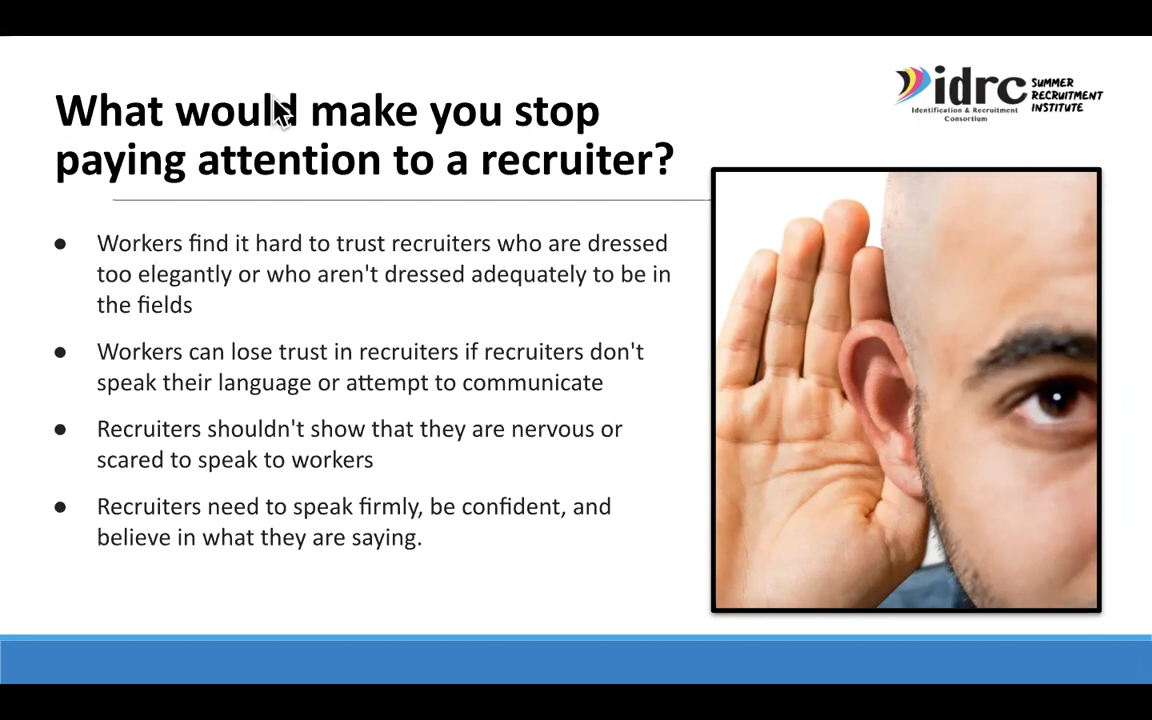 What would make you stop
paying attention to a recruiter?
idrc
Identification & Recruitment
Consortium
SUMMER
RECRUITMENT
INSTITUTE
● Workers find it hard to trust recruiters who are dressed
too elegantly or who aren't dressed adequately to be in
the fields
● Workers can lose trust in recruiters if recruiters don't
speak their language or attempt to communicate
● Recruiters shouldn't show that they are nervous or
scared to speak to workers
● Recruiters need to speak firmly, be confident, and
believe in what they are saying.